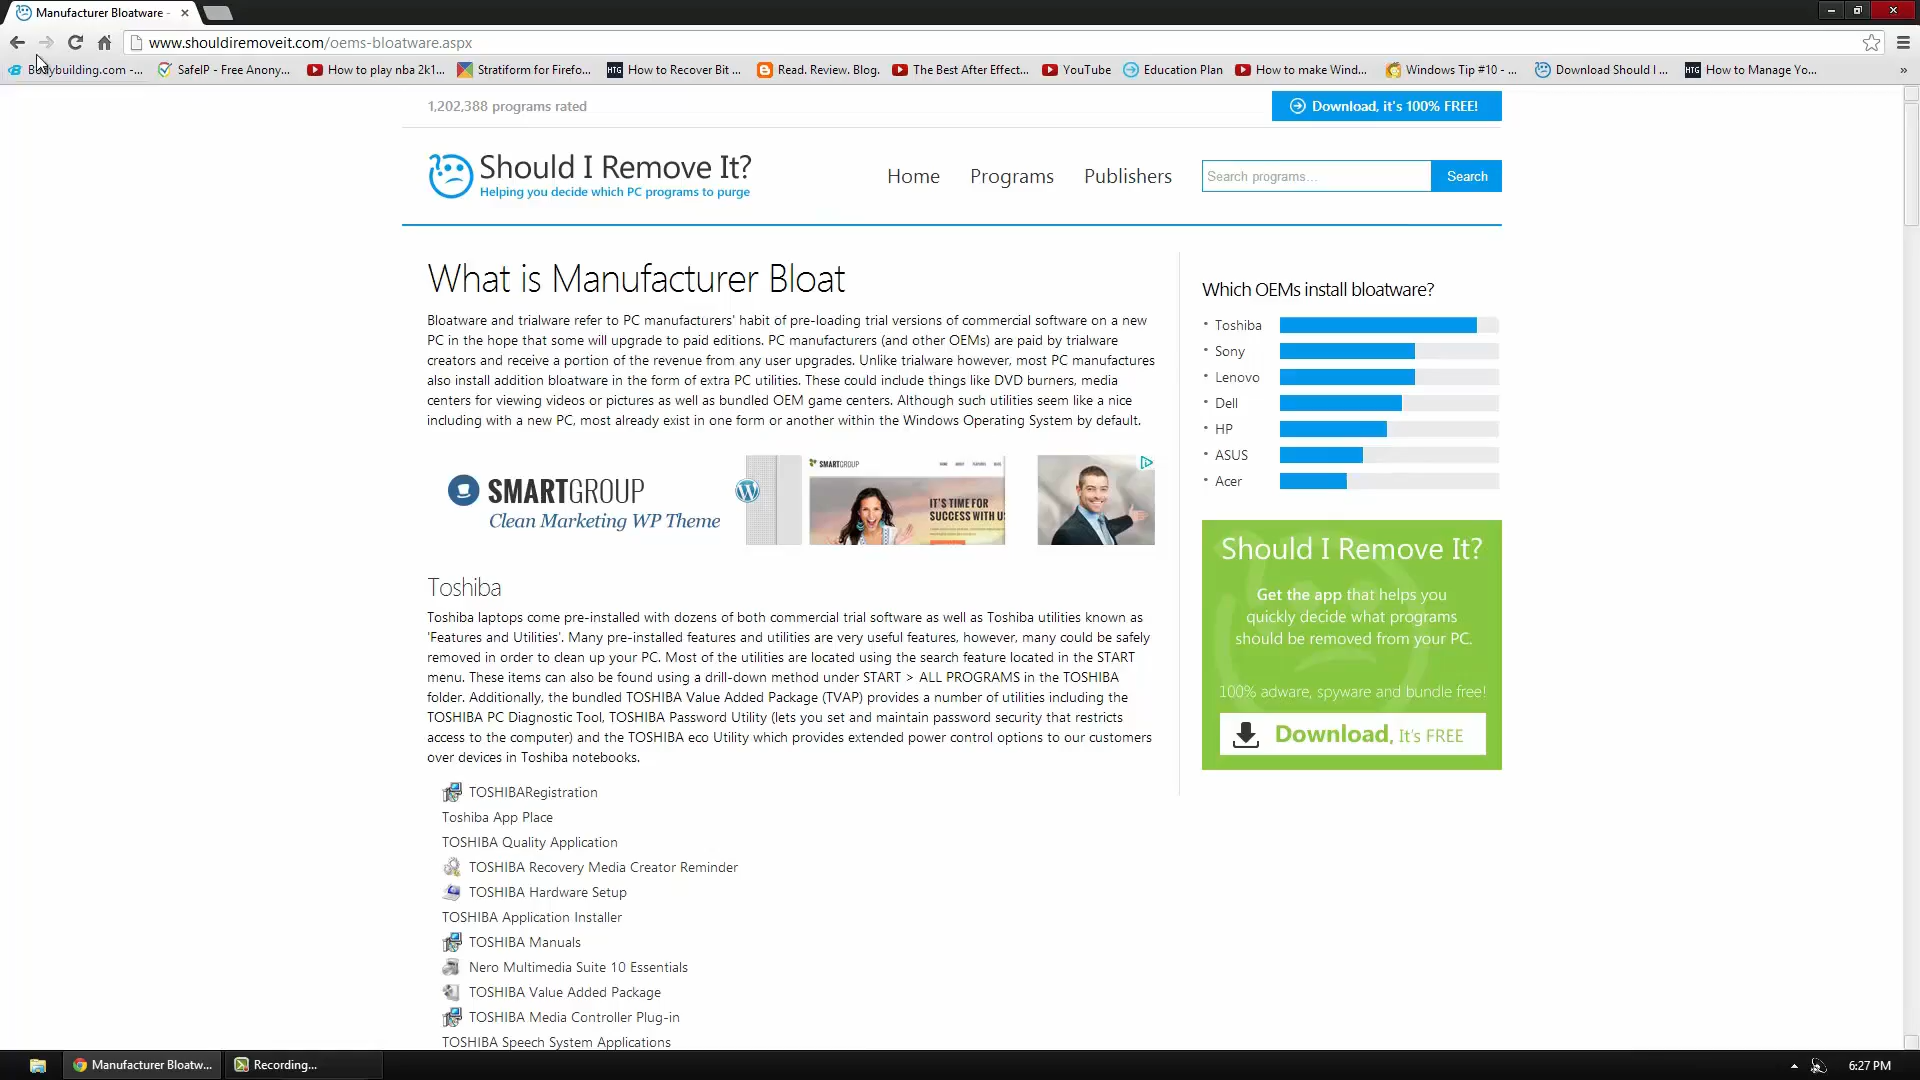 Manufacturer Bloatware -
www.shouldiremoveit.com/oems-bloatware.aspx
Bodybuilding.com -...
SafeIP - Free Anony...
How to play nba 2k1...
Stratiform for Firefo...
HTG How to Recover Bit ...
Read. Review. Blog.
The Best After Effect...
YouTube
Education Plan
How to make Wind...
Windows Tip #10 - ...
Download Should I ...
HTG How to Manage Yo...
»
1,202,388 programs rated
Download, it's 100% FREE!
Should I Remove It?
Helping you decide which PC programs to purge
Home
Programs
Publishers
Search programs...
Search
What is Manufacturer Bloat
Bloatware and trialware refer to PC manufacturers' habit of pre-loading trial versions of commercial software on a new
PC in the hope that some will upgrade to paid editions. PC manufacturers (and other OEMs) are paid by trialware
creators and receive a portion of the revenue from any user upgrades. Unlike trialware however, most PC manufactures
also install addition bloatware in the form of extra PC utilities. These could include things like DVD burners, media
centers for viewing videos or pictures as well as bundled OEM game centers. Although such utilities seem like a nice
including with a new PC, most already exist in one form or another within the Windows Operating System by default.
SMARTGROUP
Clean Marketing WP Theme
SMARTGROUP
IT'S TIME FOR
SUCCESS WITH U
Toshiba
Toshiba laptops come pre-installed with dozens of both commercial trial software as well as Toshiba utilities known as
'Features and Utilities'. Many pre-installed features and utilities are very useful features, however, many could be safely
removed in order to clean up your PC. Most of the utilities are located using the search feature located in the START
menu. These items can also be found using a drill-down method under START > ALL PROGRAMS in the TOSHIBA
folder. Additionally, the bundled TOSHIBA Value Added Package (TVAP) provides a number of utilities including the
TOSHIBA PC Diagnostic Tool, TOSHIBA Password Utility (lets you set and maintain password security that restricts
access to the computer) and the TOSHIBA eco Utility which provides extended power control options to our customers
over devices in Toshiba notebooks.
TOSHIBARegistration
Toshiba App Place
TOSHIBA Quality Application
TOSHIBA Recovery Media Creator Reminder
TOSHIBA Hardware Setup
TOSHIBA Application Installer
TOSHIBA Manuals
Nero Multimedia Suite 10 Essentials
TOSHIBA Value Added Package
TOSHIBA Media Controller Plug-in
TOSHIBA Speech System Applications
Which OEMs install bloatware?
Toshiba
Sony
Lenovo
Dell
HP
ASUS
Acer
Should I Remove It?
Get the app that helps you
quickly decide what programs
should be removed from your PC.
100% adware, spyware and bundle free!
Download, It's FREE
Manufacturer Bloatw...
Recording...
6:27 PM